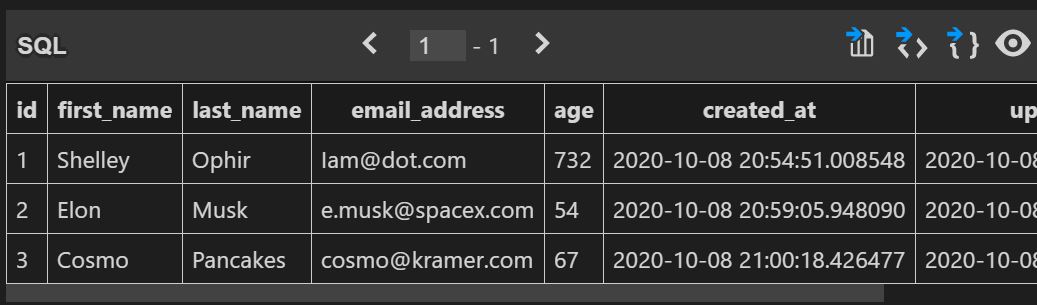 SQL 1 - 1
id first_name last_name email_address age created_at up
1 Shelley Ophir Iam@dot.com 732 2020-10-08 20:54:51.008548 2020-10-08
2 Elon Musk e.musk@spacex.com 54 2020-10-08 20:59:05.948090 2020-10-08
3 Cosmo Pancakes cosmo@kramer.com 67 2020-10-08 21:00:18.426477 2020-10-08